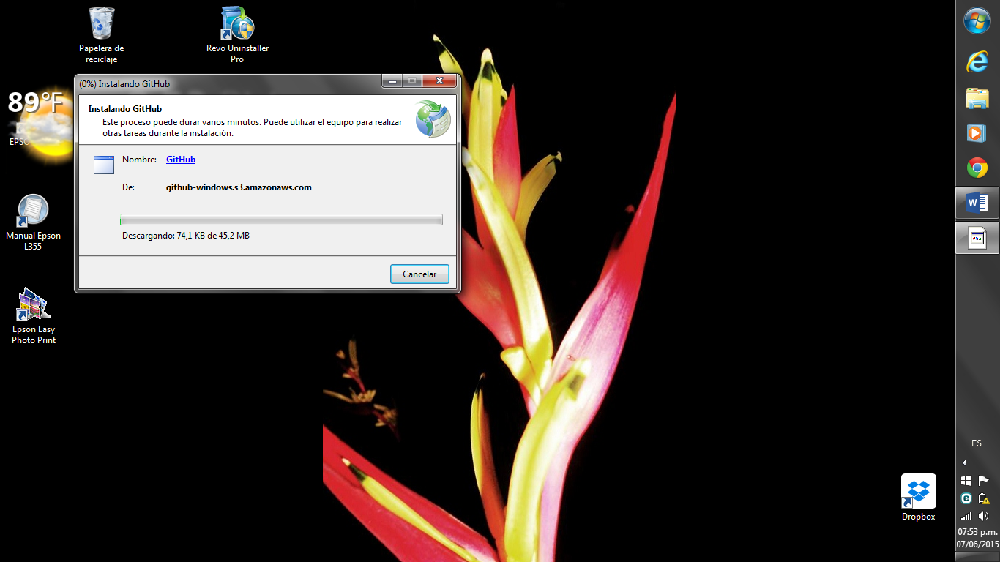 Papelera de
reciclaje
Revo Uninstaller
Pro
(0%) Instalando GitHub
Instalando GitHub
Este proceso puede durar varios minutos. Puede utilizar el equipo para realizar
otras tareas durante la instalación.
89°F
EPSO
Nombre: GitHub
De: github-windows.s3.amazonaws.com
Descargando: 74,1 KB de 45,2 MB
Cancelar
Manual Epson
L355
Epson Easy
Photo Print
Dropbox
ES
07:53 p.m.
07/06/2015